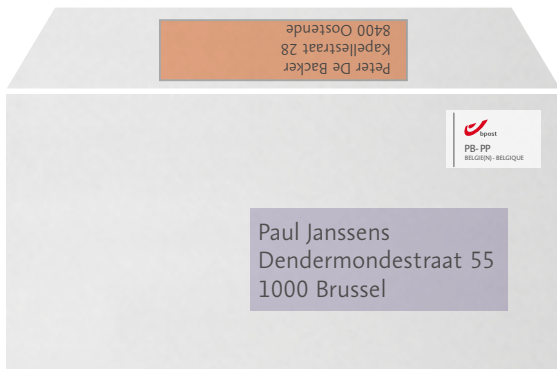 Peter De Backer
Kapellestraat 28
8400 Oostende
bpost
PB- PP
BELGIE(N) - BELGIQUE
Paul Janssens
Dendermondestraat 55
1000 Brussel